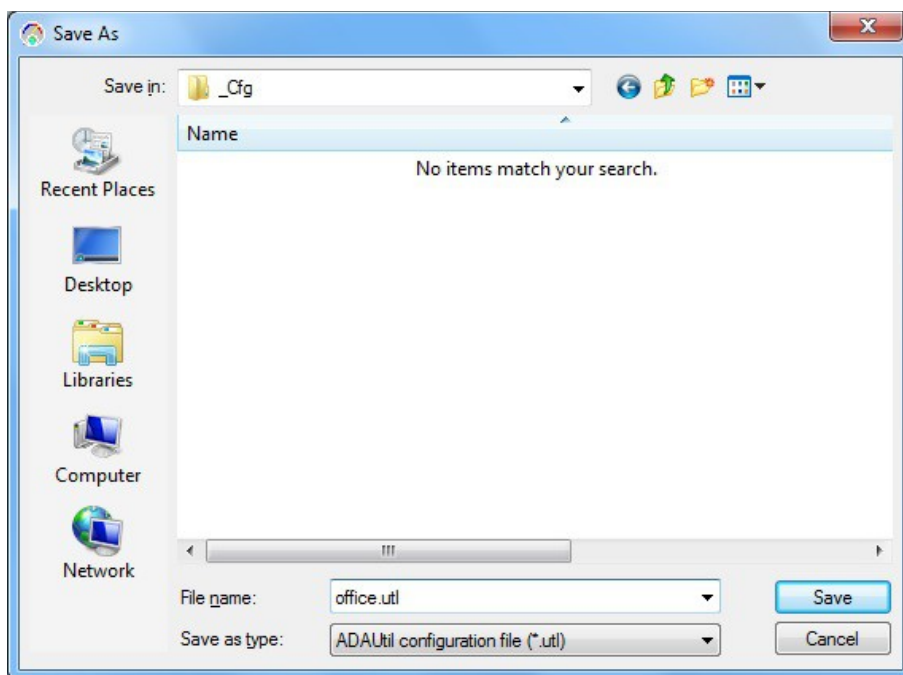 Save As
Save in: _Cfg
Name
No items match your search.
Recent Places
Desktop
Libraries
Computer
Network
File name: office.utl Save
Save as type: ADAUtil configuration file (*.utl) Cancel